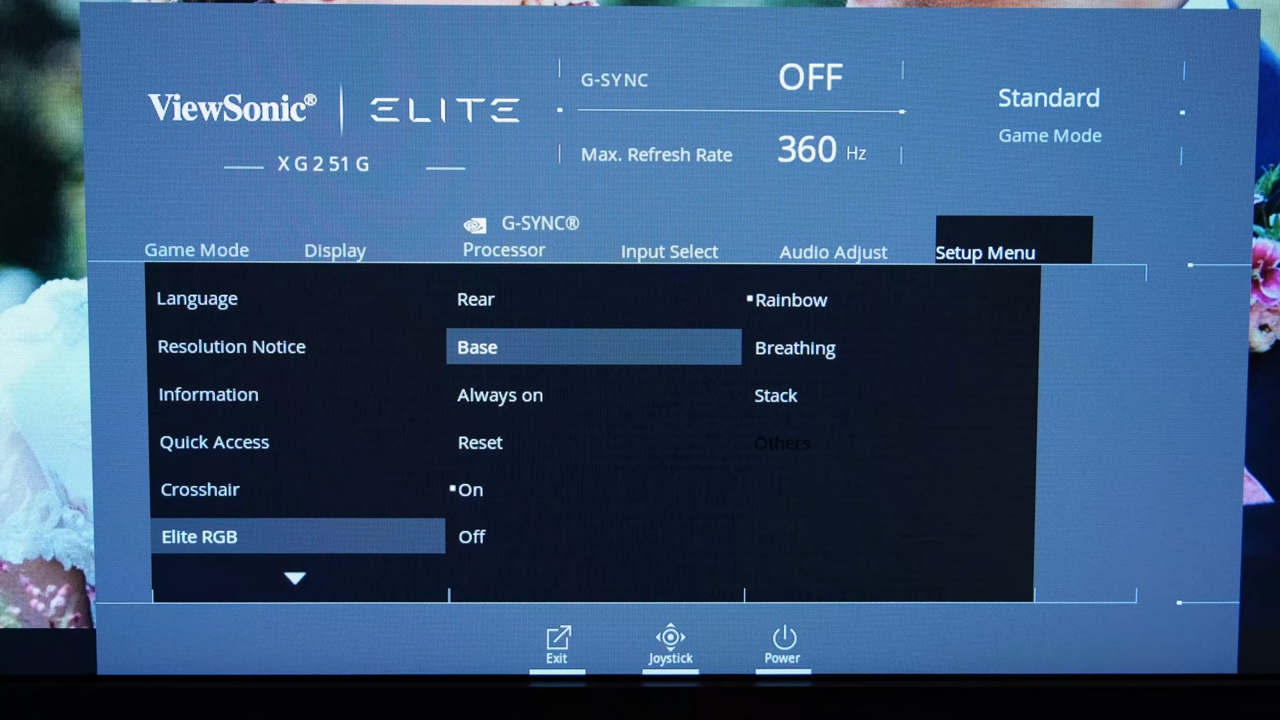 ViewSonic® ELITE
XG251G
G-SYNC OFF
Max. Refresh Rate 360 Hz
Standard
Game Mode
Game Mode Display G-SYNC® Processor Input Select Audio Adjust Setup Menu
Language Rear Rainbow
Resolution Notice Base Breathing
Information Always on Stack
Quick Access Reset Others
Crosshair On
Elite RGB Off
Exit Joystick Power